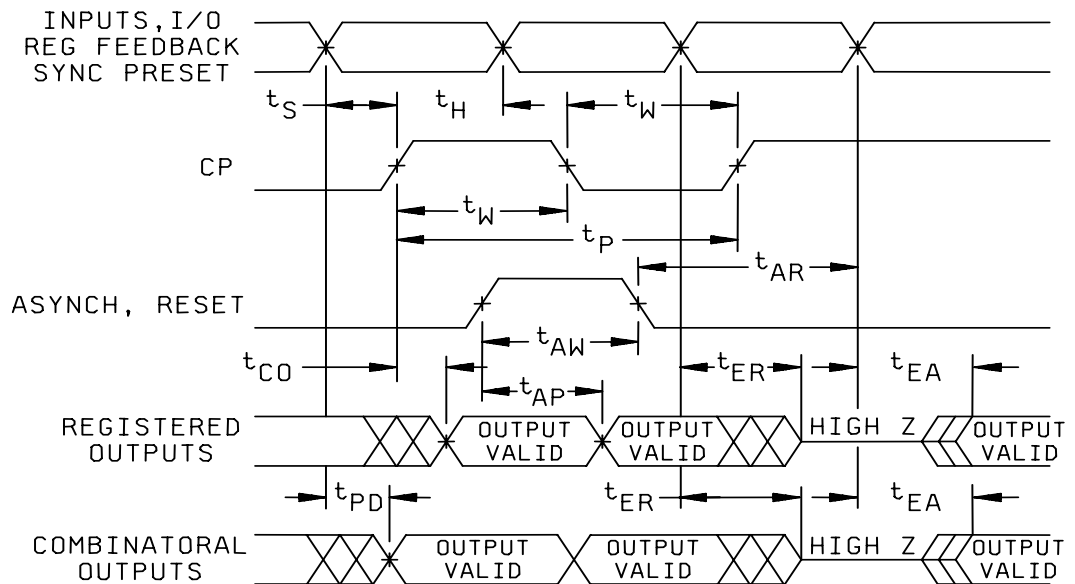 INPUTS, I/O
REG FEEDBACK
SYNC PRESET
tS
tH
tW
CP
tW
tP
tAR
ASYNCH, RESET
tAW
tCO
tER
tEA
tAP
REGISTERED
OUTPUTS
OUTPUT
VALID
OUTPUT
VALID
HIGH Z
OUTPUT
VALID
tPD
tER
tEA
COMBINATORAL
OUTPUTS
OUTPUT
VALID
OUTPUT
VALID
HIGH Z
OUTPUT
VALID